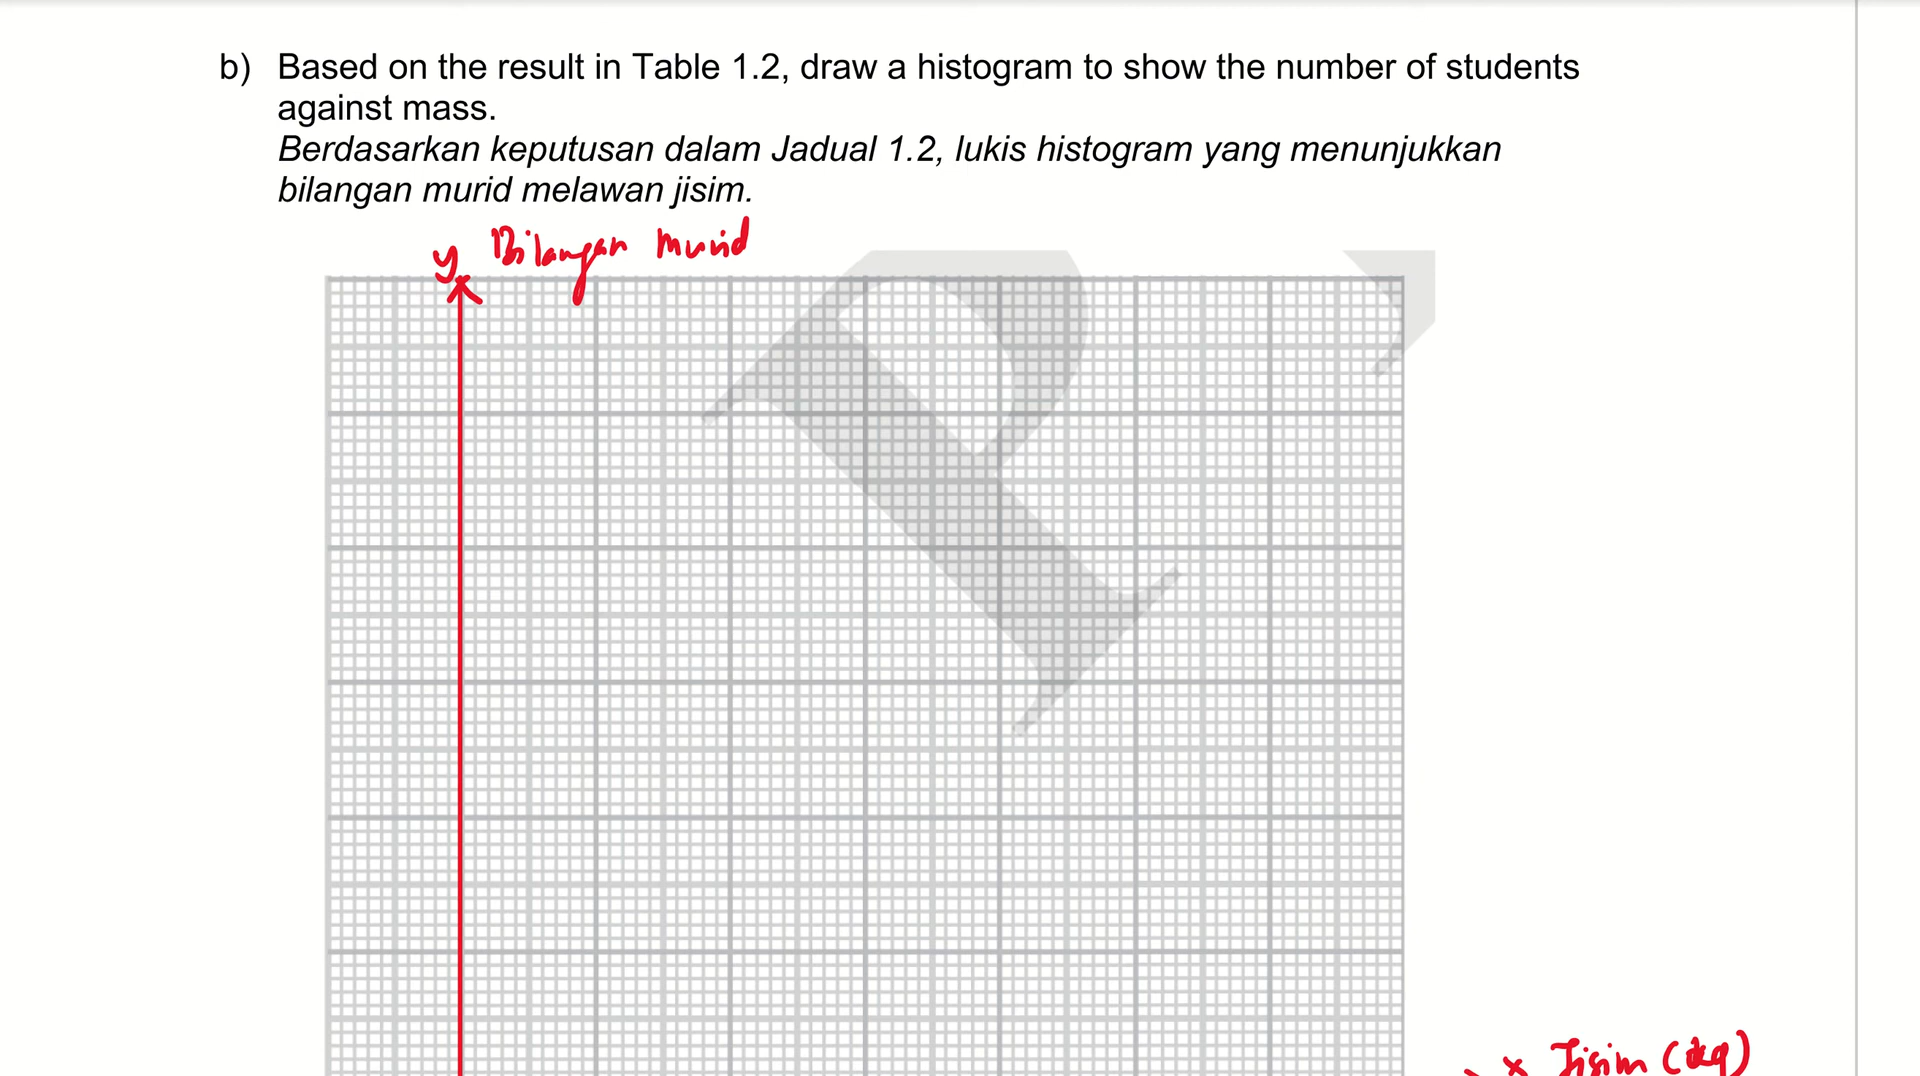 b) Based on the result in Table 1.2, draw a histogram to show the number of students
against mass.
Berdasarkan keputusan dalam Jadual 1.2, lukis histogram yang menunjukkan
bilangan murid melawan jisim.
y Bilangan Murid
x Jisim (kg)